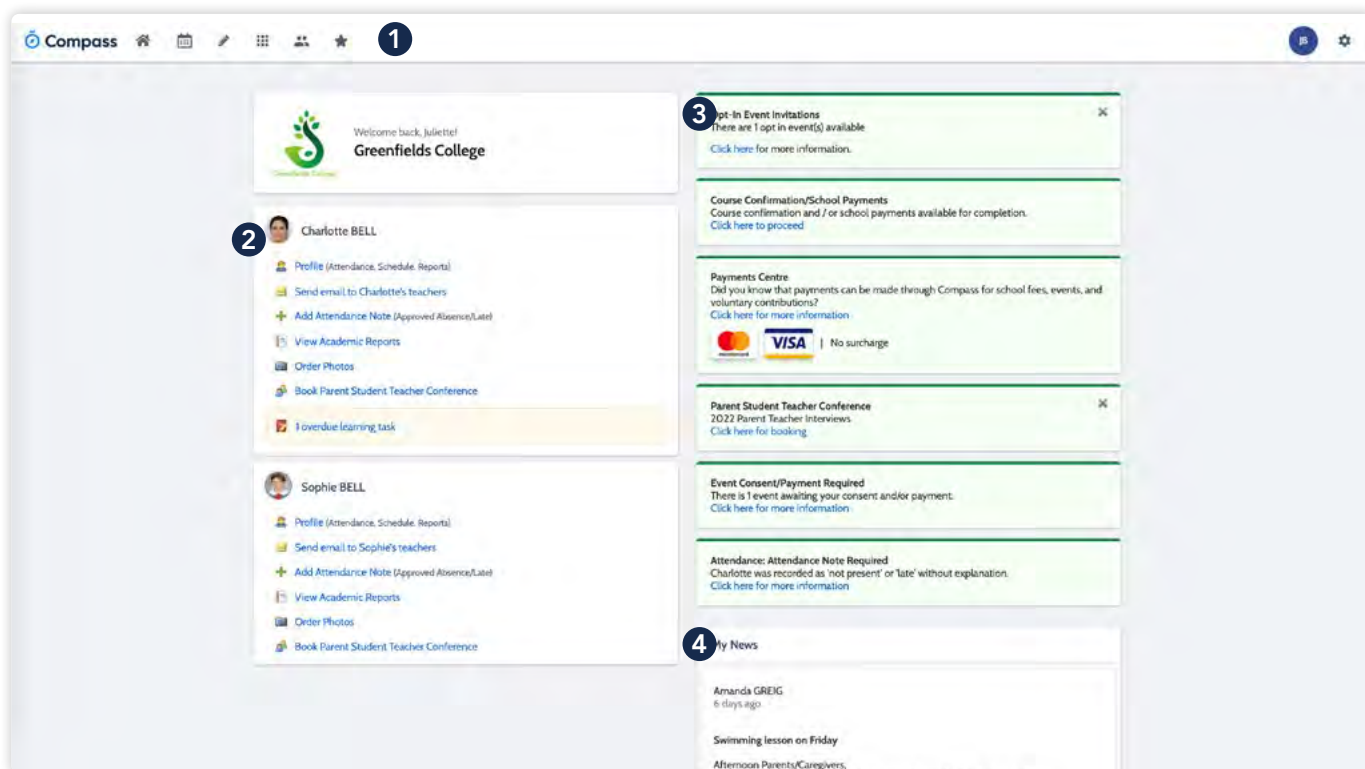 Compass
1
JB
Welcome back, Juliette!
Greenfields College
Greenfields College
2
Charlotte BELL
Profile (Attendance, Schedule, Reports)
Send email to Charlotte's teachers
Add Attendance Note (Approved Absence/Late)
View Academic Reports
Order Photos
Book Parent Student Teacher Conference
1 overdue learning task
Sophie BELL
Profile (Attendance, Schedule, Reports)
Send email to Sophie's teachers
Add Attendance Note (Approved Absence/Late)
View Academic Reports
Order Photos
Book Parent Student Teacher Conference
3
Opt-In Event Invitations
There are 1 opt in event(s) available
Click here for more information.
Course Confirmation/School Payments
Course confirmation and / or school payments available for completion.
Click here to proceed
Payments Centre
Did you know that payments can be made through Compass for school fees, events, and
voluntary contributions?
Click here for more information
mastercard VISA | No surcharge
Parent Student Teacher Conference
2022 Parent Teacher Interviews
Click here for booking
Event Consent/Payment Required
There is 1 event awaiting your consent and/or payment.
Click here for more information
Attendance: Attendance Note Required
Charlotte was recorded as 'not present' or 'late' without explanation.
Click here for more information
4
My News
Amanda GREIG
6 days ago
Swimming lesson on Friday
Afternoon Parents/Caregivers,